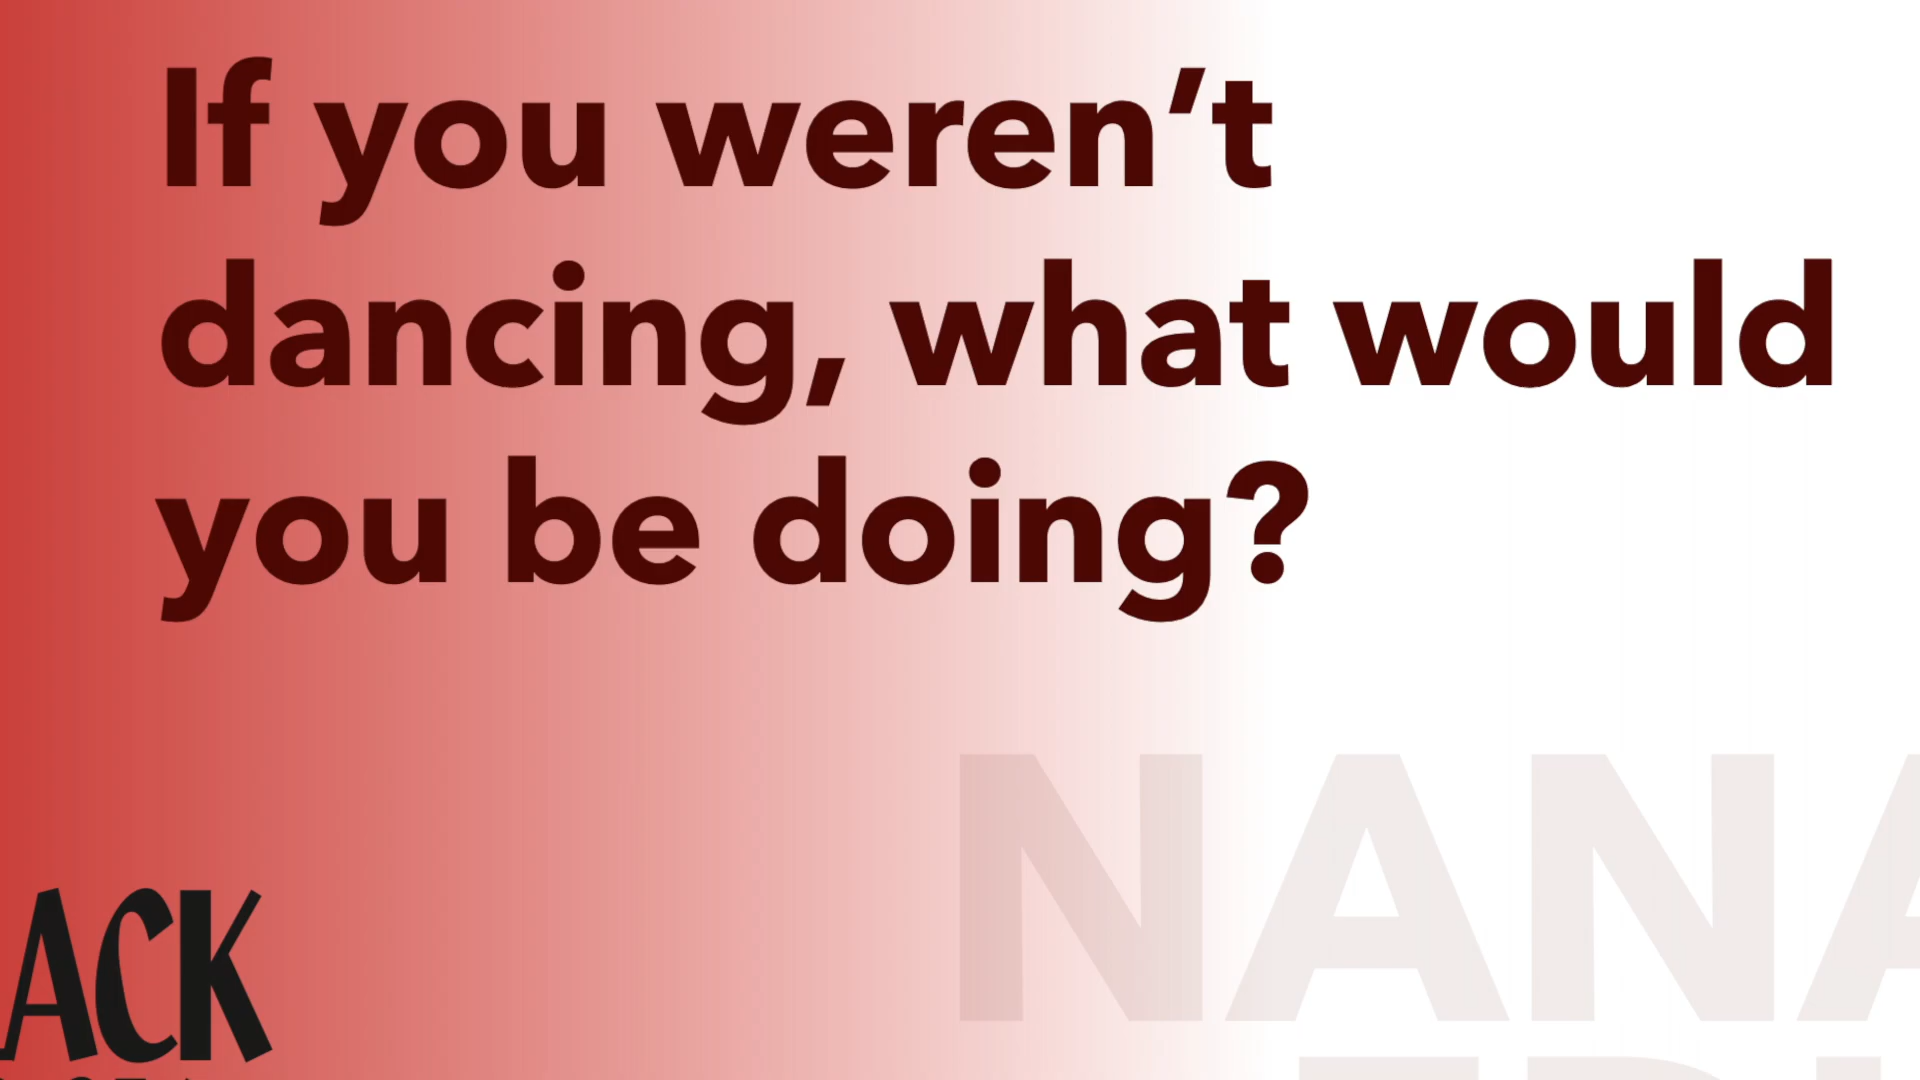 If you weren’t
dancing, what would
you be doing?
NANA
ACK